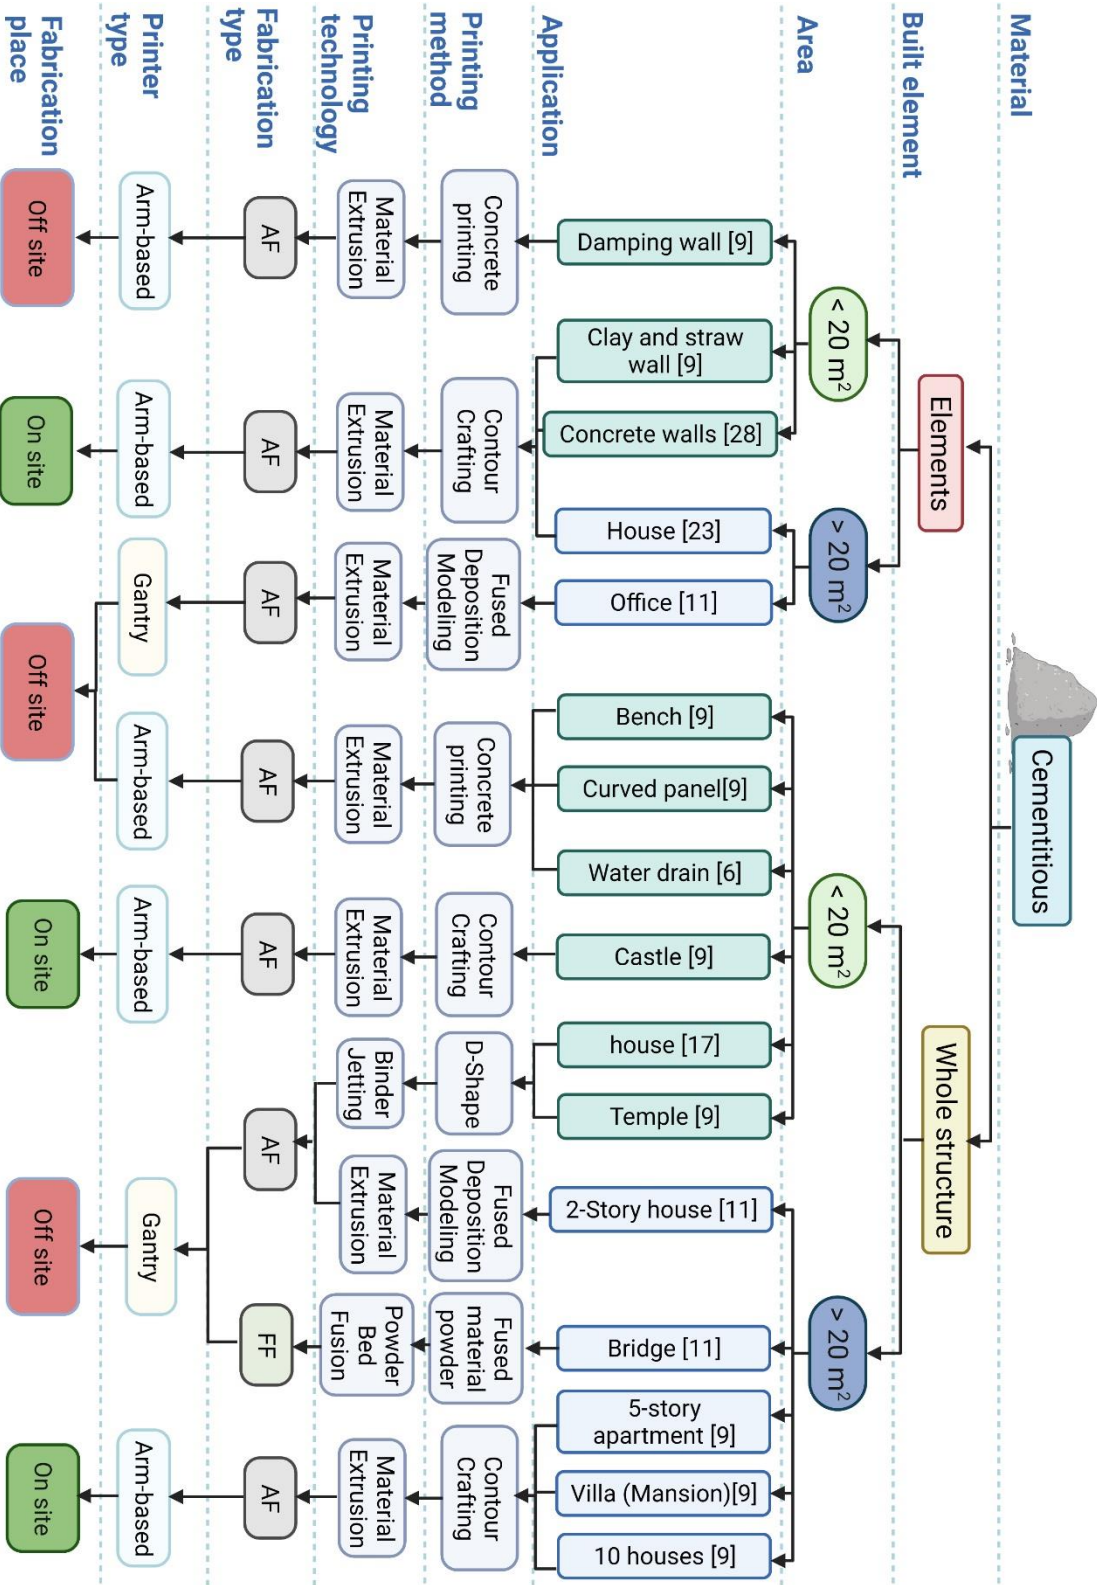 Material
Cementitious
Built element
Elements
Whole structure
Area
< 20 m²
> 20 m²
< 20 m²
> 20 m²
Application
Damping wall [9]
Clay and straw
wall [9]
Concrete walls [28]
House [23]
Office [11]
Bench [9]
Curved panel[9]
Water drain [6]
Castle [9]
house [17]
Temple [9]
2-Story house [11]
Bridge [11]
5-story
apartment [9]
Villa (Mansion)[9]
10 houses [9]
Printing
method
Concrete
printing
Contour
Crafting
Fused
Deposition
Modeling
Concrete
printing
Contour
Crafting
D-Shape
Fused
Deposition
Modeling
Fused
material
powder
Contour
Crafting
Printing
technology
Material
Extrusion
Material
Extrusion
Material
Extrusion
Material
Extrusion
Material
Extrusion
Binder
Jetting
Material
Extrusion
Powder
Bed
Fusion
Material
Extrusion
Fabrication
type
AF
AF
AF
AF
AF
AF
FF
AF
Printer
type
Arm-based
Arm-based
Gantry
Arm-based
Arm-based
Gantry
Arm-based
Fabrication
place
Off site
On site
Off site
On site
Off site
On site